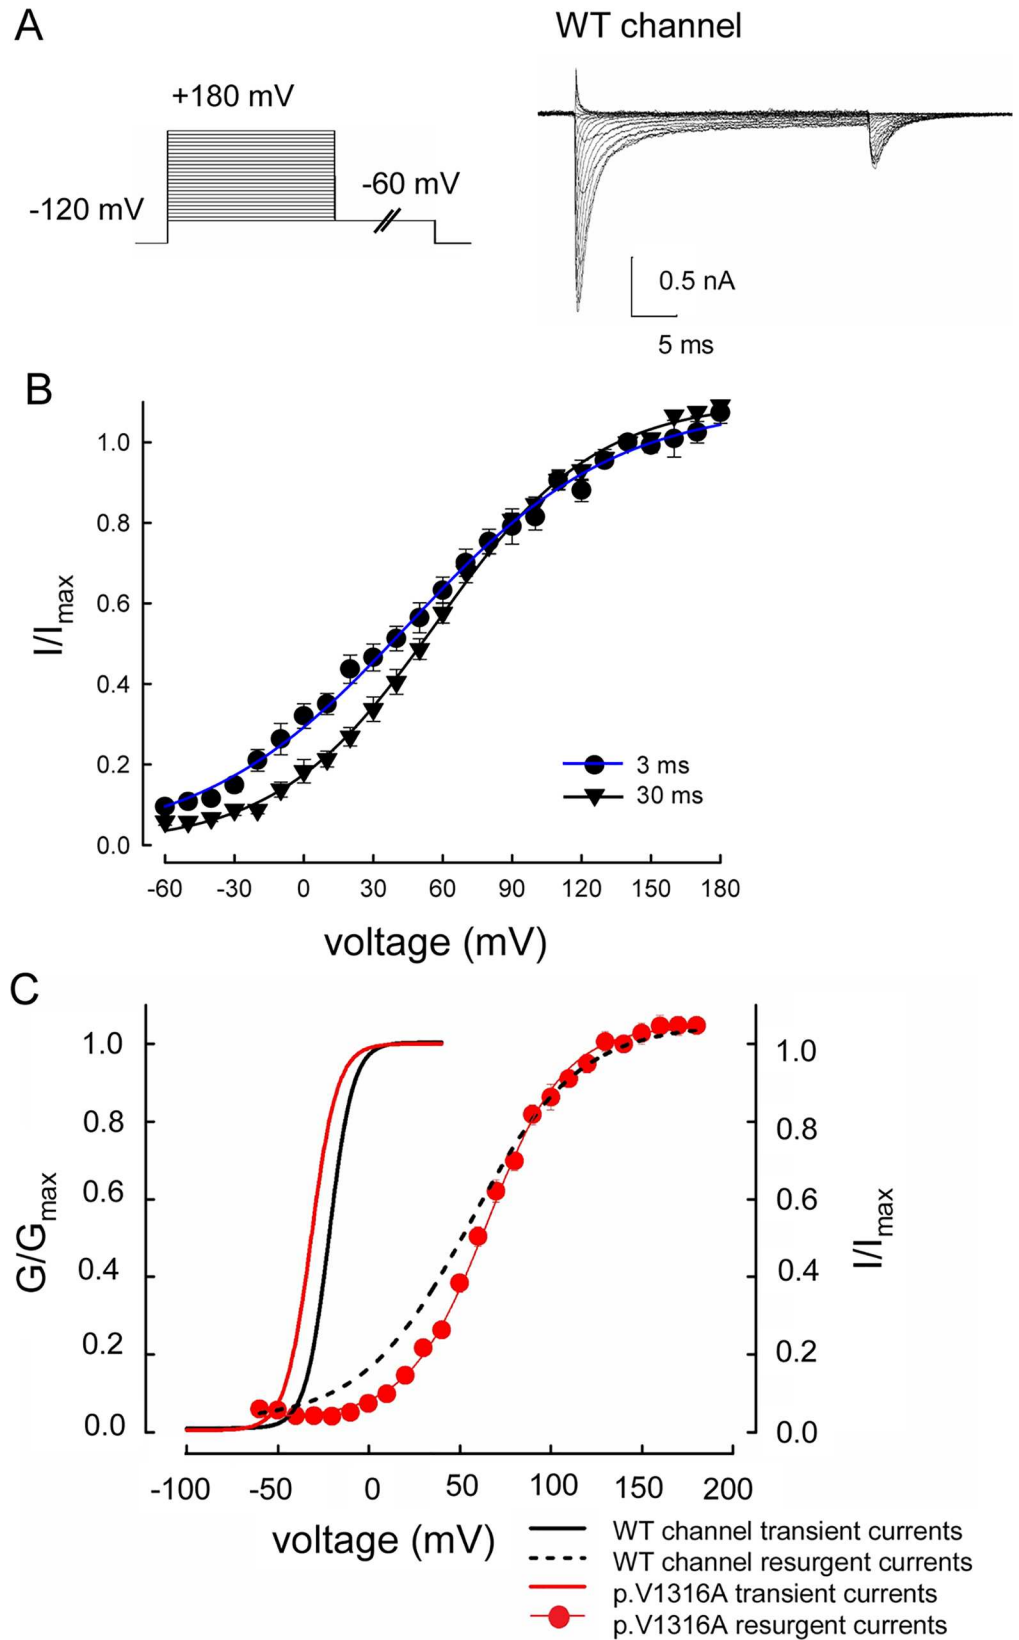 A
WT channel
+180 mV
-60 mV
-120 mV
0.5 nA
5 ms
B
1.0
0.8
0.6
0.4
0.2
0.0
I/Imax
3 ms
30 ms
-60 -30 0 30 60 90 120 150 180
voltage (mV)
C
1.0 1.0
0.8 0.8
0.6 0.6
0.4 0.4
0.2 0.2
0.0 0.0
G/Gmax
I/Imax
-100 -50 0 50 100 150 200
voltage (mV)
WT channel transient currents
WT channel resurgent currents
p.V1316A transient currents
p.V1316A resurgent currents